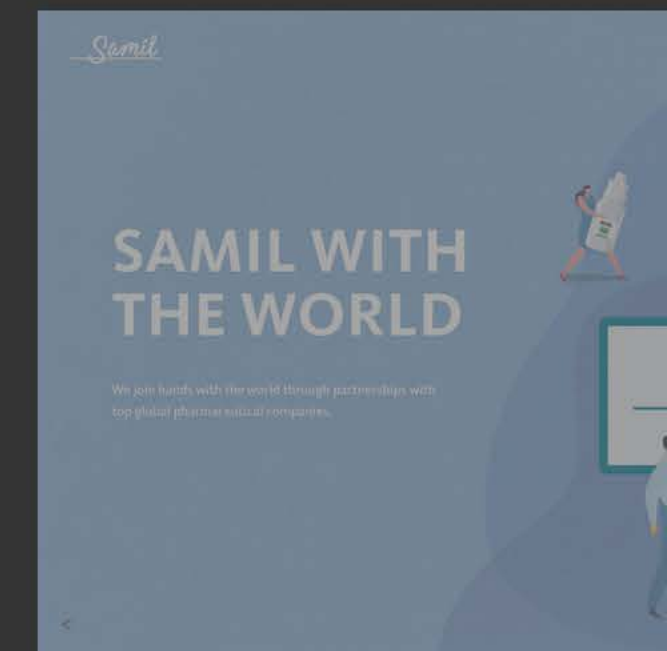 Samil
SAMIL WITH
THE WORLD
We join hands with the world through partnerships with
top global pharmaceutical companies.
<